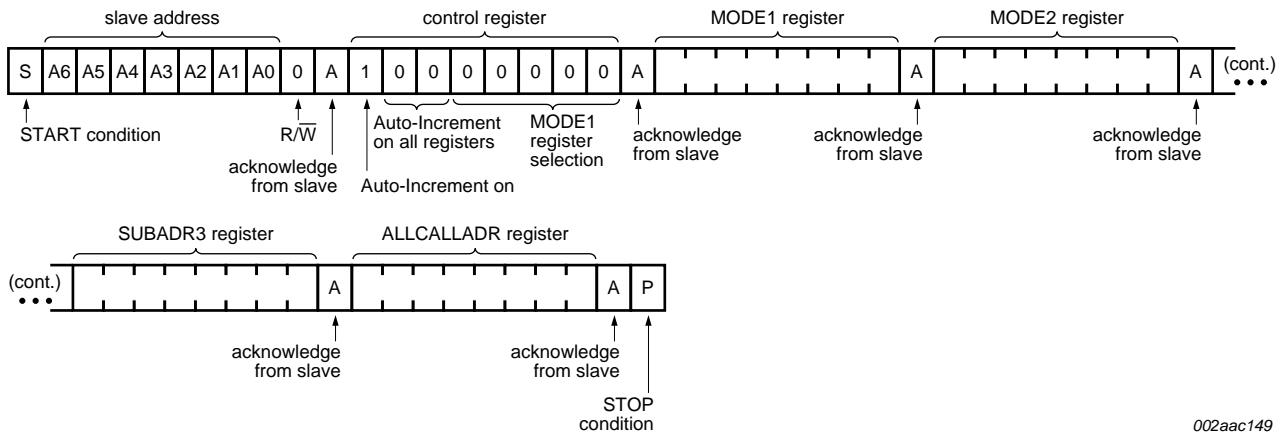 slave address control register MODE1 register MODE2 register
S A6 A5 A4 A3 A2 A1 A0 0 A 1 0 0 0 0 0 0 0 A A A (cont.)
START condition R/W̅ Auto-Increment MODE1 acknowledge acknowledge acknowledge
on all registers register from slave from slave from slave
acknowledge selection
from slave Auto-Increment on
SUBADR3 register ALLCALLADR register
(cont.) A A P
acknowledge acknowledge
from slave from slave
STOP
condition
002aac149